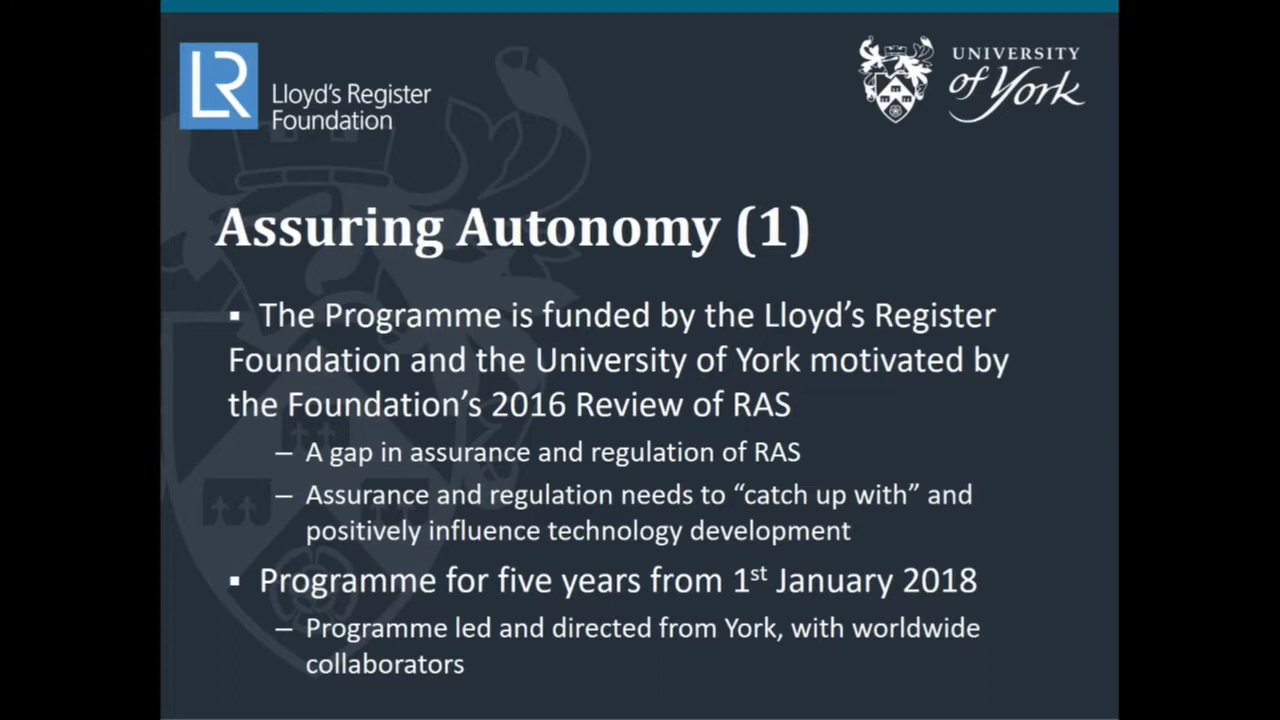 LR
Lloyd's Register
Foundation
UNIVERSITY
of York
Assuring Autonomy (1)
▪ The Programme is funded by the Lloyd's Register
Foundation and the University of York motivated by
the Foundation's 2016 Review of RAS
– A gap in assurance and regulation of RAS
– Assurance and regulation needs to “catch up with” and
positively influence technology development
▪ Programme for five years from 1st January 2018
– Programme led and directed from York, with worldwide
collaborators